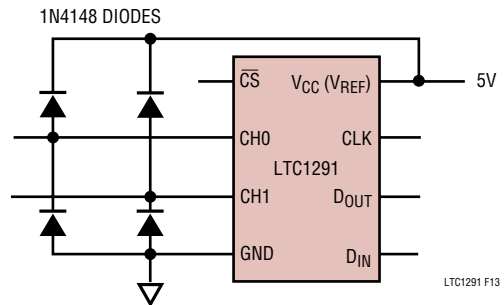 1N4148 DIODES
CS VCC (VREF) 5V
CH0 CLK
LTC1291
CH1 DOUT
GND DIN
LTC1291 F13